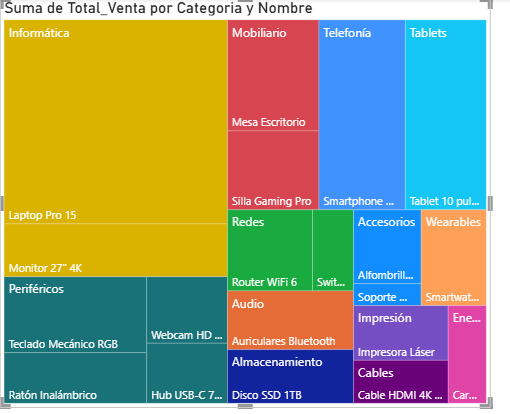 Suma de Total_Venta por Categoria y Nombre
Informática
Laptop Pro 15
Monitor 27" 4K
Periféricos
Teclado Mecánico RGB
Ratón Inalámbrico
Webcam HD ...
Hub USB-C 7...
Mobiliario
Mesa Escritorio
Silla Gaming Pro
Telefonía
Smartphone ...
Tablets
Tablet 10 pul...
Redes
Router WiFi 6
Swit...
Audio
Auriculares Bluetooth
Almacenamiento
Disco SSD 1TB
Accesorios
Alfombrill...
Soporte ...
Wearables
Smartwat...
Impresión
Impresora Láser
Cables
Cable HDMI 4K ...
Ene...
Car...